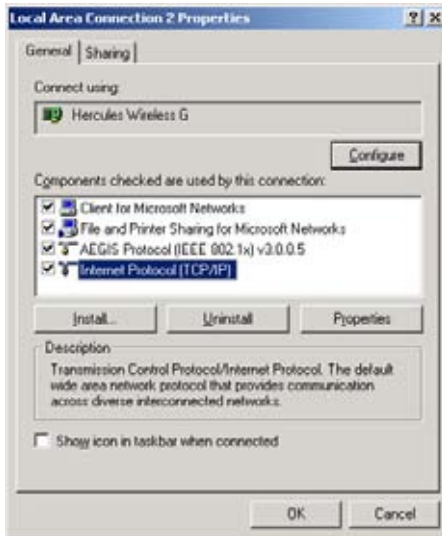 Local Area Connection 2 Properties
General Sharing
Connect using:
Hercules Wireless G
Configure
Components checked are used by this connection:
Client for Microsoft Networks
File and Printer Sharing for Microsoft Networks
AEGIS Protocol (IEEE 802.1x) v3.0.0.5
Internet Protocol (TCP/IP)
Install... Uninstall Properties
Description
Transmission Control Protocol/Internet Protocol. The default
wide area network protocol that provides communication
across diverse interconnected networks.
Show icon in taskbar when connected
OK Cancel